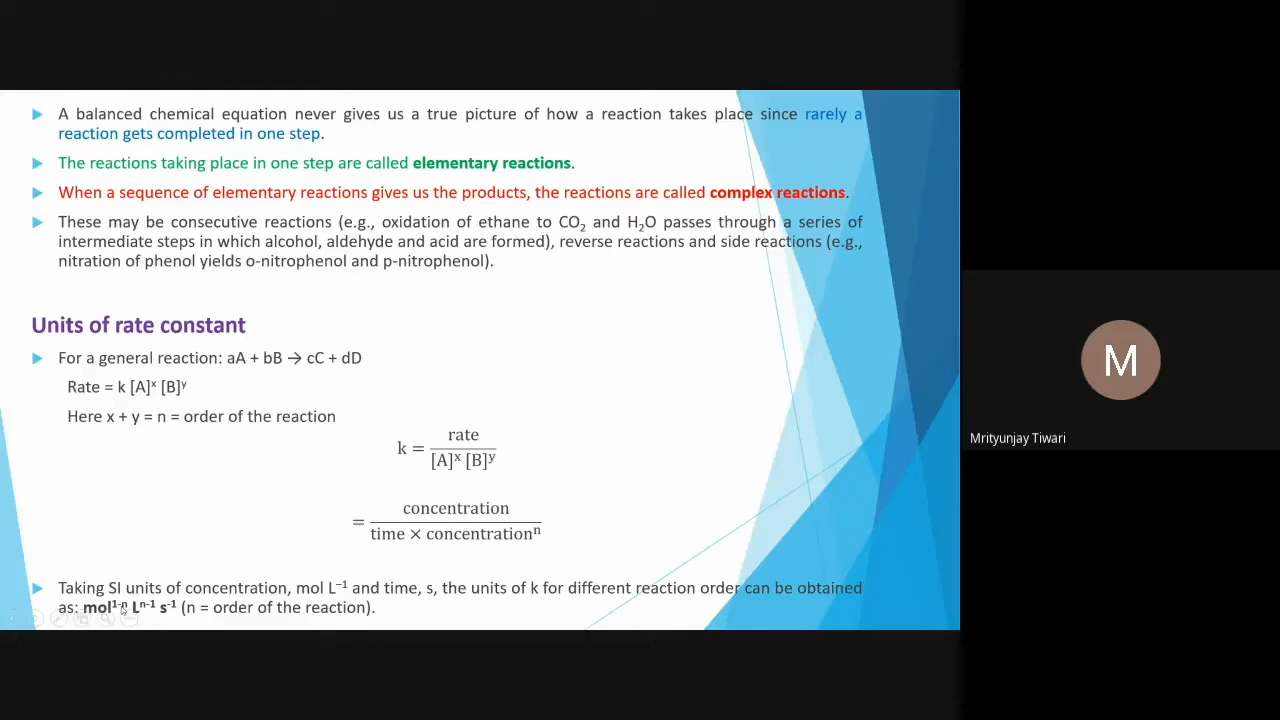 A balanced chemical equation never gives us a true picture of how a reaction takes place since rarely a
reaction gets completed in one step.
The reactions taking place in one step are called elementary reactions.
When a sequence of elementary reactions gives us the products, the reactions are called complex reactions.
These may be consecutive reactions (e.g., oxidation of ethane to CO₂ and H₂O passes through a series of
intermediate steps in which alcohol, aldehyde and acid are formed), reverse reactions and side reactions (e.g.,
nitration of phenol yields o-nitrophenol and p-nitrophenol).
Units of rate constant
For a general reaction: aA + bB → cC + dD
Rate = k [A]ˣ [B]ʸ
Here x + y = n = order of the reaction
k = rate / [A]ˣ [B]ʸ
= concentration / time × concentrationⁿ
Taking SI units of concentration, mol L⁻¹ and time, s, the units of k for different reaction order can be obtained
as: mol¹⁻ⁿ Lⁿ⁻¹ s⁻¹ (n = order of the reaction).
M
Mrityunjay Tiwari